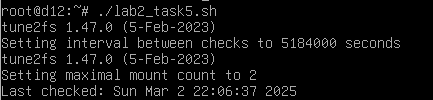 root@d12:~# ./lab2_task5.sh
tune2fs 1.47.0 (5-Feb-2023)
Setting interval between checks to 5184000 seconds
tune2fs 1.47.0 (5-Feb-2023)
Setting maximal mount count to 2
Last checked: Sun Mar 2 22:06:37 2025